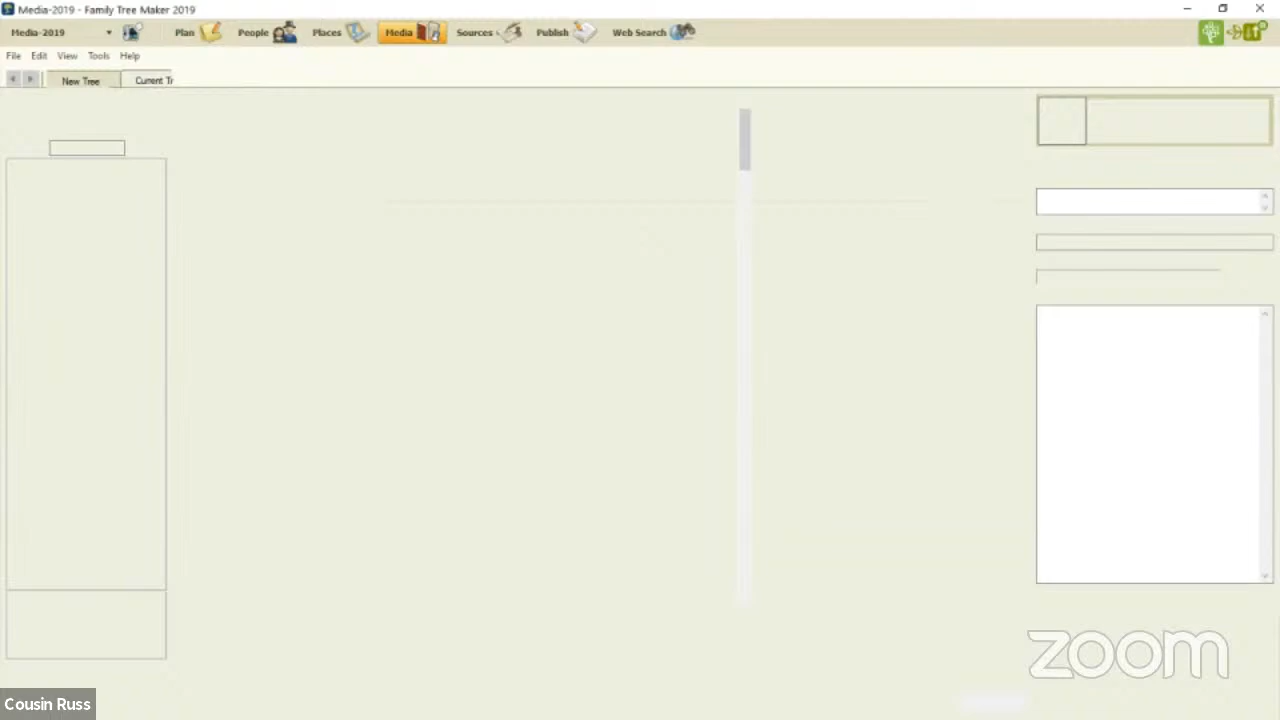 Media-2019 - Family Tree Maker 2019
Media-2019 Plan People Places Media Sources Publish Web Search
File Edit View Tools Help
New Tree Current Tr
zoom
Cousin Russ